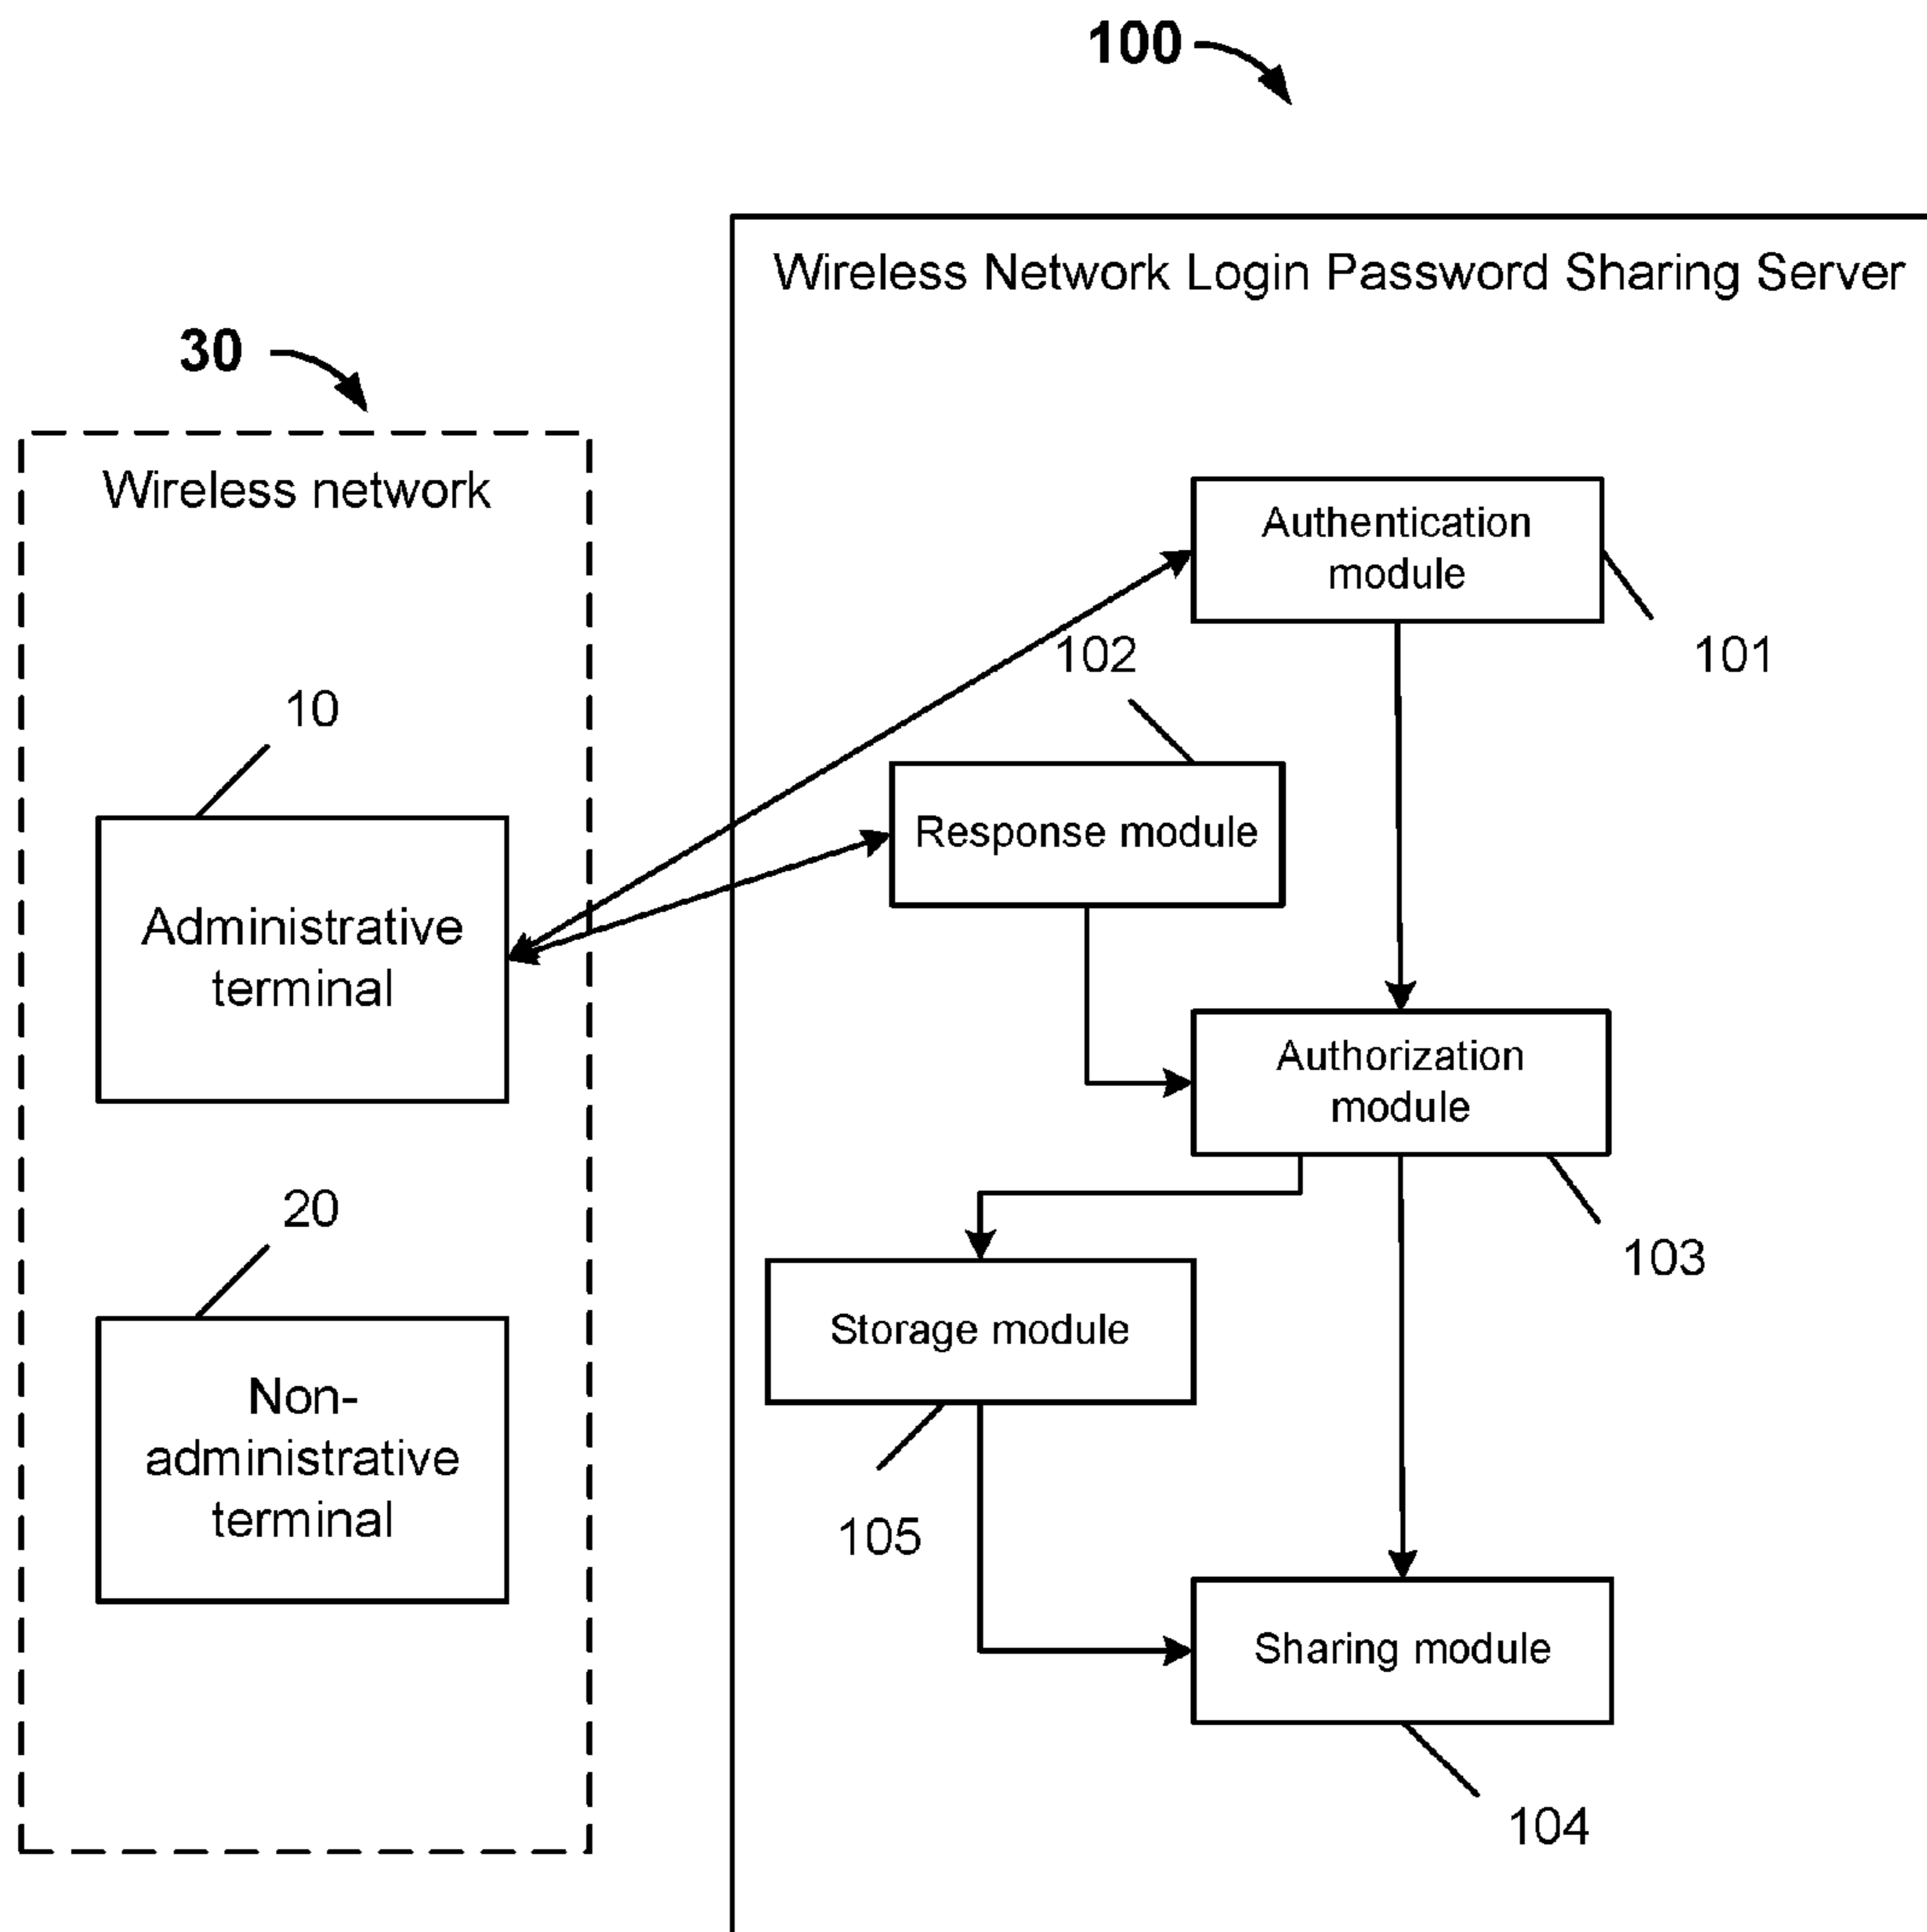 100
Wireless Network Login Password Sharing Server
30
Wireless network
Authentication
module
101
102
10
Response module
Administrative
terminal
Authorization
module
103
20
Storage module
Non-
administrative
terminal
105
Sharing module
104